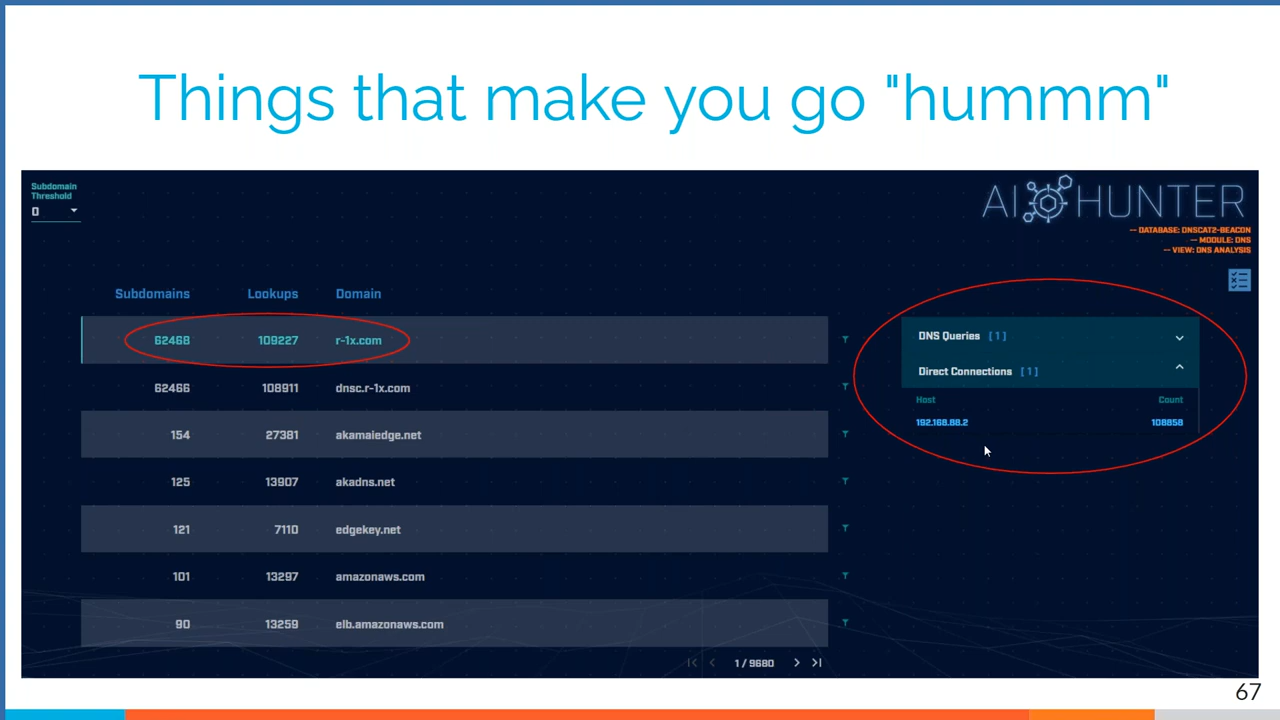 Things that make you go "hummm"
Subdomain
Threshold
0
AI HUNTER
-- DATABASE: DNSCAT2-BEACON
-- MODULE: DNS
-- VIEW: DNS ANALYSIS
Subdomains Lookups Domain
62468 109227 r-1x.com
62466 108911 dnsc.r-1x.com
154 27381 akamaiedge.net
125 13907 akadns.net
121 7110 edgekey.net
101 13297 amazonaws.com
90 13259 elb.amazonaws.com
1 / 9680
DNS Queries [ 1 ]
Direct Connections [ 1 ]
Host Count
192.168.88.2 108858
67